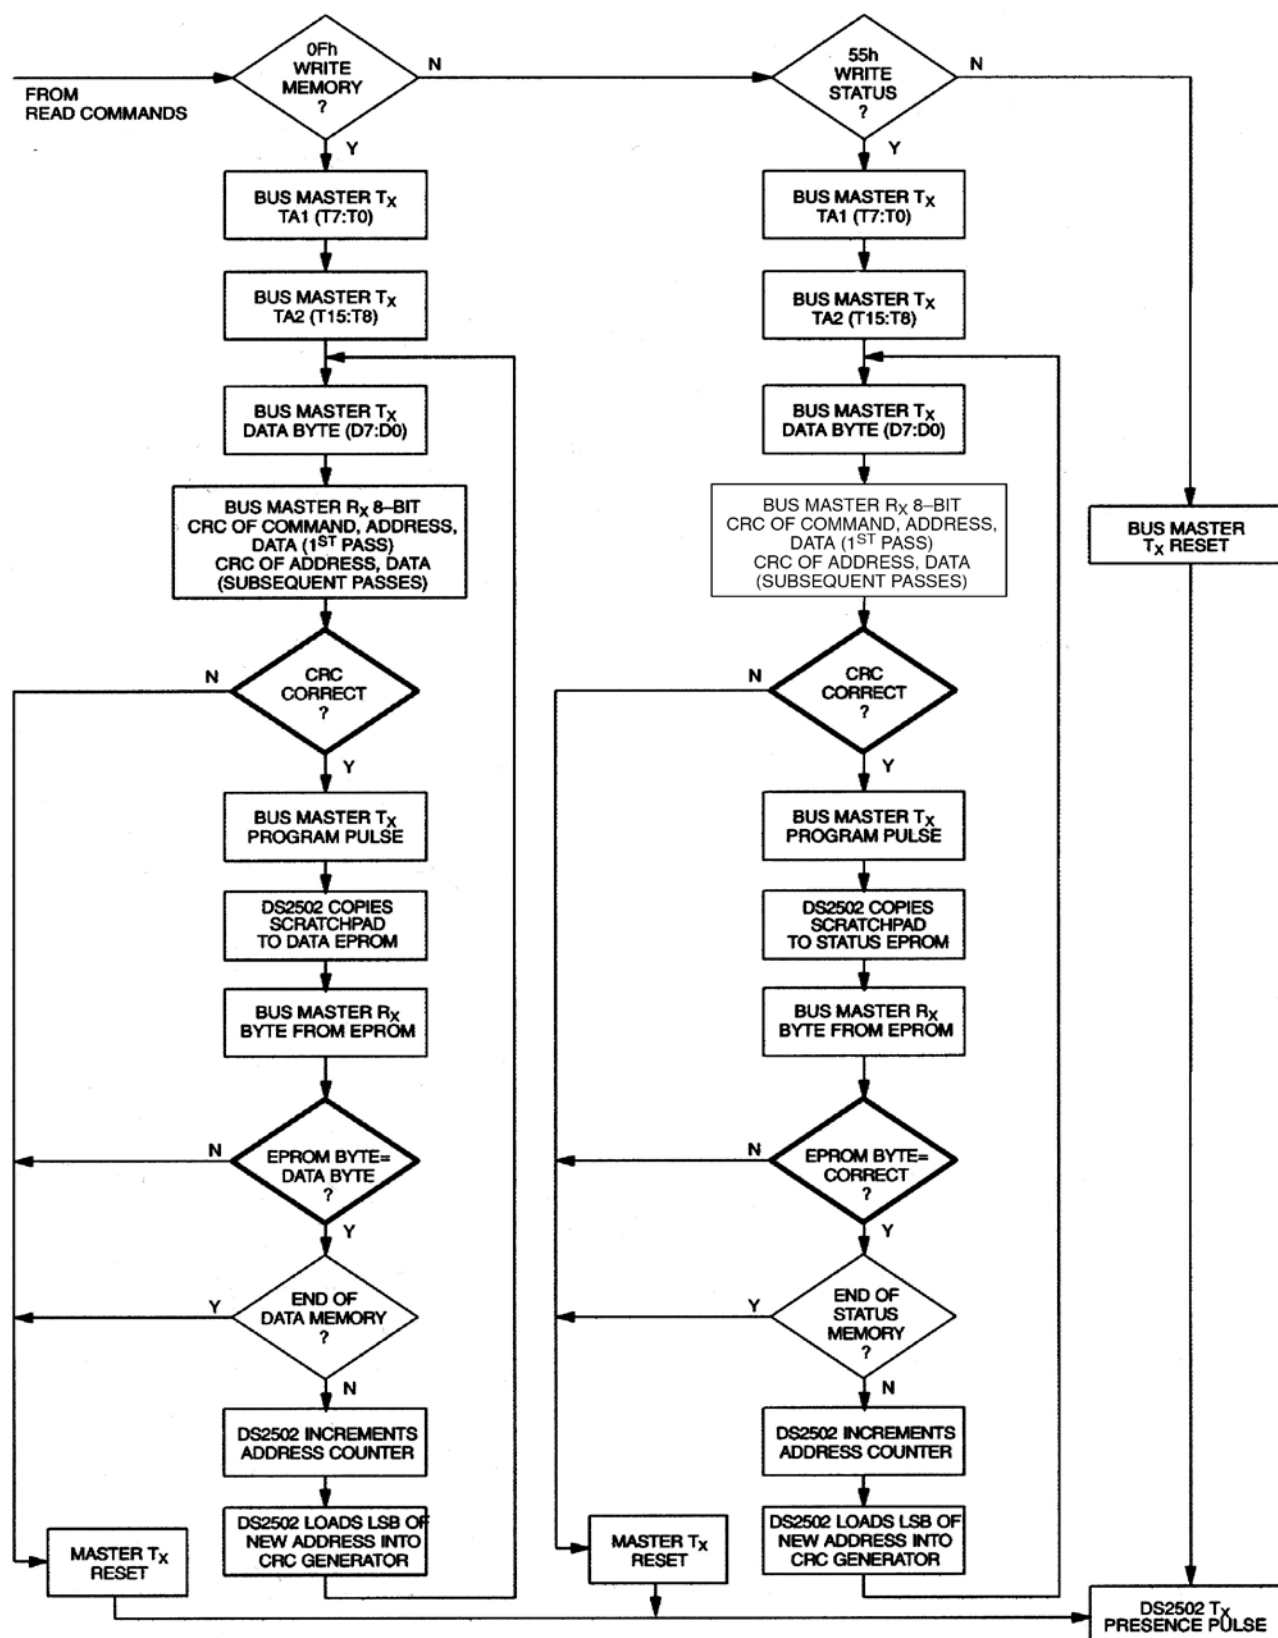 0Fh
WRITE
MEMORY
?
N
Y
FROM
READ COMMANDS
BUS MASTER TX
TA1 (T7:T0)
BUS MASTER TX
TA2 (T15:T8)
BUS MASTER TX
DATA BYTE (D7:D0)
BUS MASTER RX 8–BIT
CRC OF COMMAND, ADDRESS,
DATA (1ST PASS)
CRC OF ADDRESS, DATA
(SUBSEQUENT PASSES)
CRC
CORRECT
?
N
Y
BUS MASTER TX
PROGRAM PULSE
DS2502 COPIES
SCRATCHPAD
TO DATA EPROM
BUS MASTER RX
BYTE FROM EPROM
EPROM BYTE=
DATA BYTE
?
N
Y
END OF
DATA MEMORY
?
Y
N
DS2502 INCREMENTS
ADDRESS COUNTER
DS2502 LOADS LSB OF
NEW ADDRESS INTO
CRC GENERATOR
MASTER TX
RESET
55h
WRITE
STATUS
?
N
Y
BUS MASTER TX
TA1 (T7:T0)
BUS MASTER TX
TA2 (T15:T8)
BUS MASTER TX
DATA BYTE (D7:D0)
BUS MASTER RX 8–BIT
CRC OF COMMAND, ADDRESS,
DATA (1ST PASS)
CRC OF ADDRESS, DATA
(SUBSEQUENT PASSES)
CRC
CORRECT
?
N
Y
BUS MASTER TX
PROGRAM PULSE
DS2502 COPIES
SCRATCHPAD
TO STATUS EPROM
BUS MASTER RX
BYTE FROM EPROM
EPROM BYTE=
CORRECT
?
N
Y
END OF
STATUS
MEMORY
?
Y
N
DS2502 INCREMENTS
ADDRESS COUNTER
DS2502 LOADS LSB OF
NEW ADDRESS INTO
CRC GENERATOR
MASTER TX
RESET
BUS MASTER
TX RESET
DS2502 TX
PRESENCE PULSE